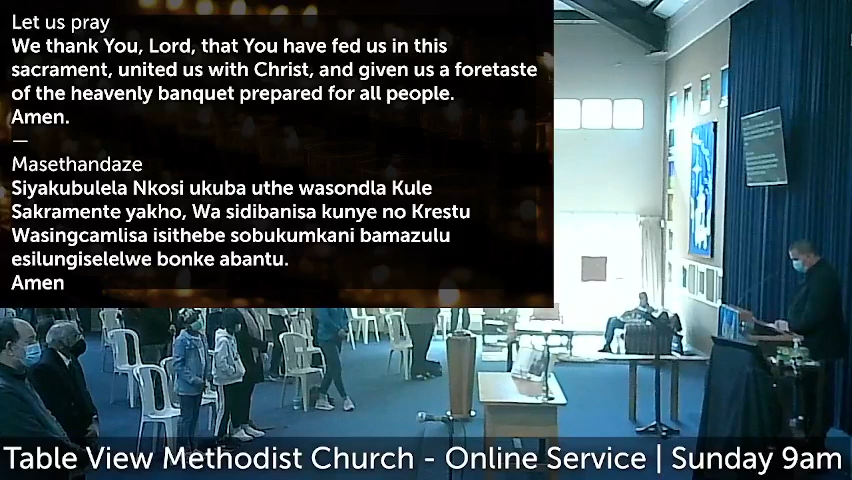 Let us pray
We thank You, Lord, that You have fed us in this
sacrament, united us with Christ, and given us a foretaste
of the heavenly banquet prepared for all people.
Amen.
—
Masethandaze
Siyakubulela Nkosi ukuba uthe wasondla Kule
Sakramente yakho, Wa sidibanisa kunye no Krestu
Wasingcamlisa isithebe sobukumkani bamazulu
esilungiselelwe bonke abantu.
Amen
Table View Methodist Church - Online Service | Sunday 9am